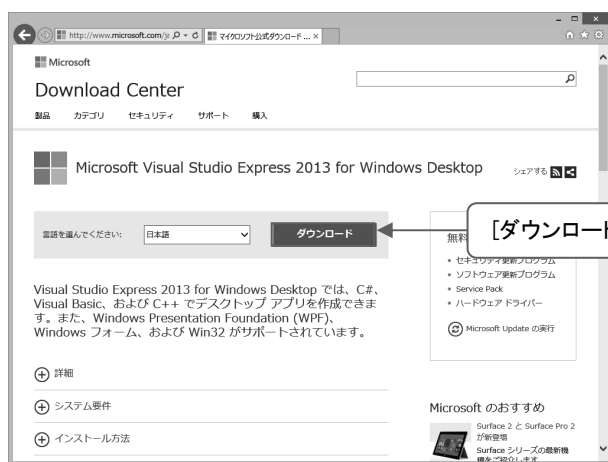 http://www.microsoft.com/ja
マイクロソフト公式ダウンロード ... ×
Microsoft
Download Center
製品 カテゴリ セキュリティ サポート 購入
Microsoft Visual Studio Express 2013 for Windows Desktop
シェアする
言語を選んでください: 日本語 ダウンロード
[ダウンロード
無料
セキュリティ更新プログラム
ソフトウェア更新プログラム
Service Pack
ハードウェア ドライバー
Microsoft Update の実行
Visual Studio Express 2013 for Windows Desktop では、C#、
Visual Basic、および C++ でデスクトップ アプリを作成できま
す。また、Windows Presentation Foundation (WPF)、
Windows フォーム、および Win32 がサポートされています。
詳細
システム要件
インストール方法
Microsoft のおすすめ
Surface 2 と Surface Pro 2
が新登場
Surface シリーズの最新機
種をご紹介します